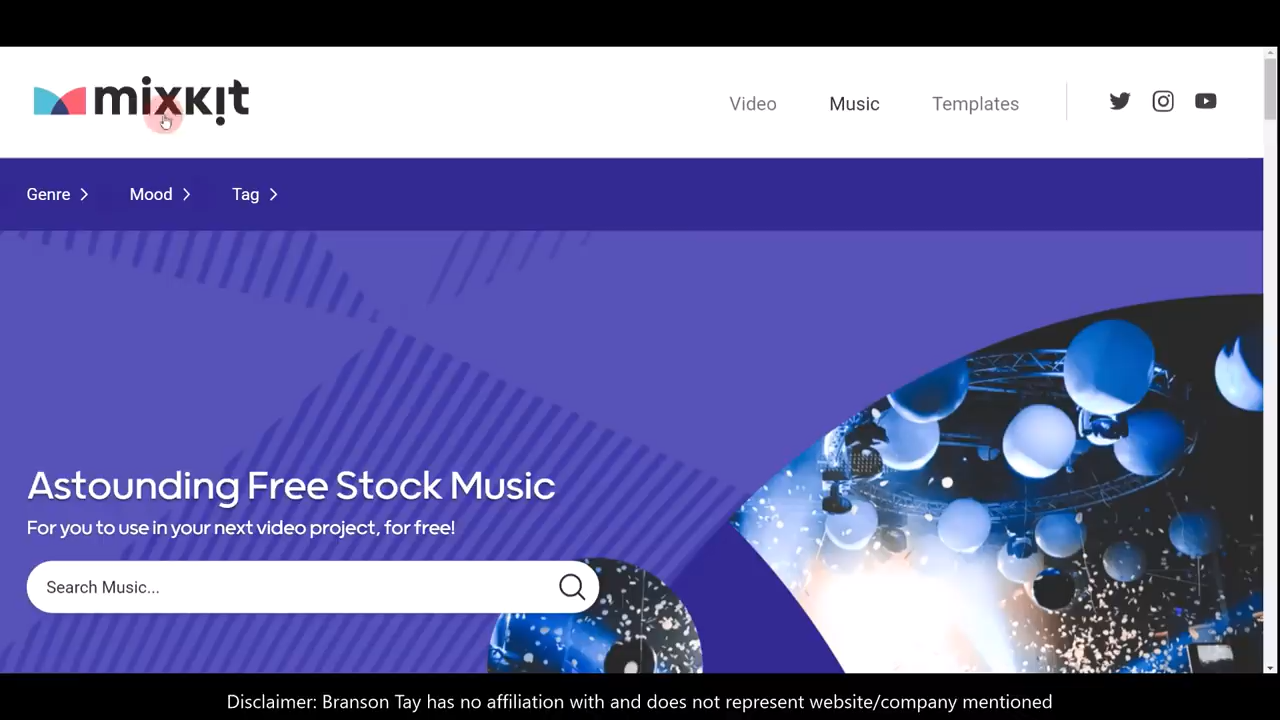 mixkit
Video Music Templates
Genre Mood Tag
Astounding Free Stock Music
For you to use in your next video project, for free!
Search Music...
Disclaimer: Branson Tay has no affiliation with and does not represent website/company mentioned